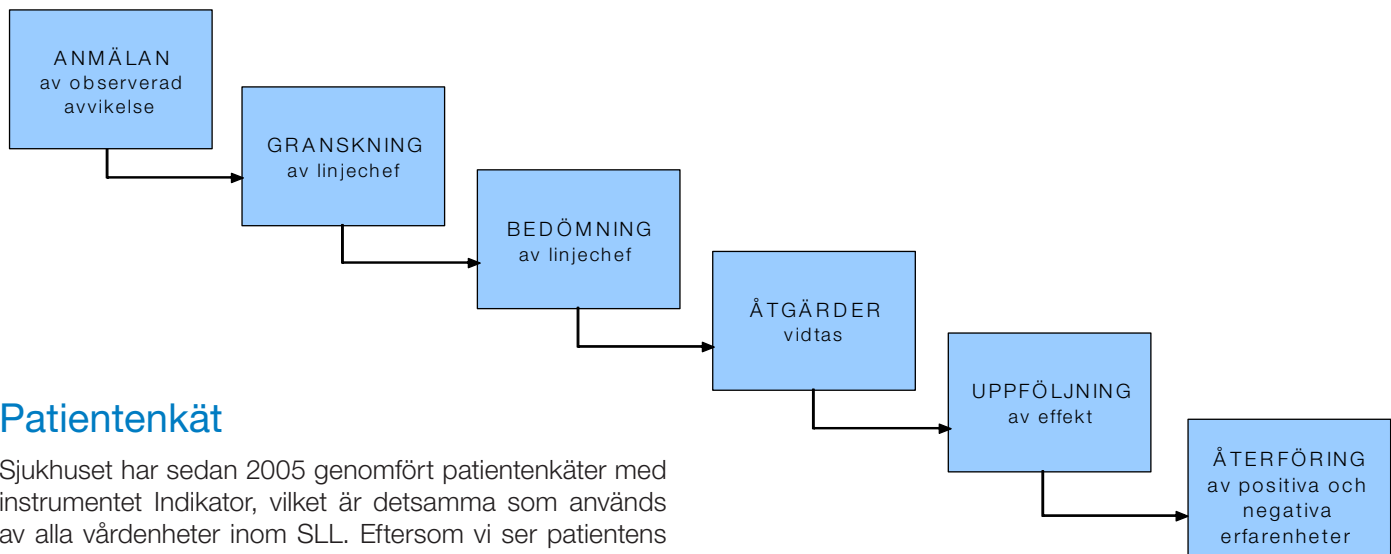 ANMÄLAN
av observerad
avvikelse
GRANSKNING
av linjechef
BEDÖMNING
av linjechef
ÅTGÄRDER
vidtas
UPPFÖLJNING
av effekt
ÅTERFÖRING
av positiva och
negativa
erfarenheter
Patientenkät
Sjukhuset har sedan 2005 genomfört patientenkäter med
instrumentet Indikator, vilket är detsamma som används
av alla vårdenheter inom SLL. Eftersom vi ser patientens